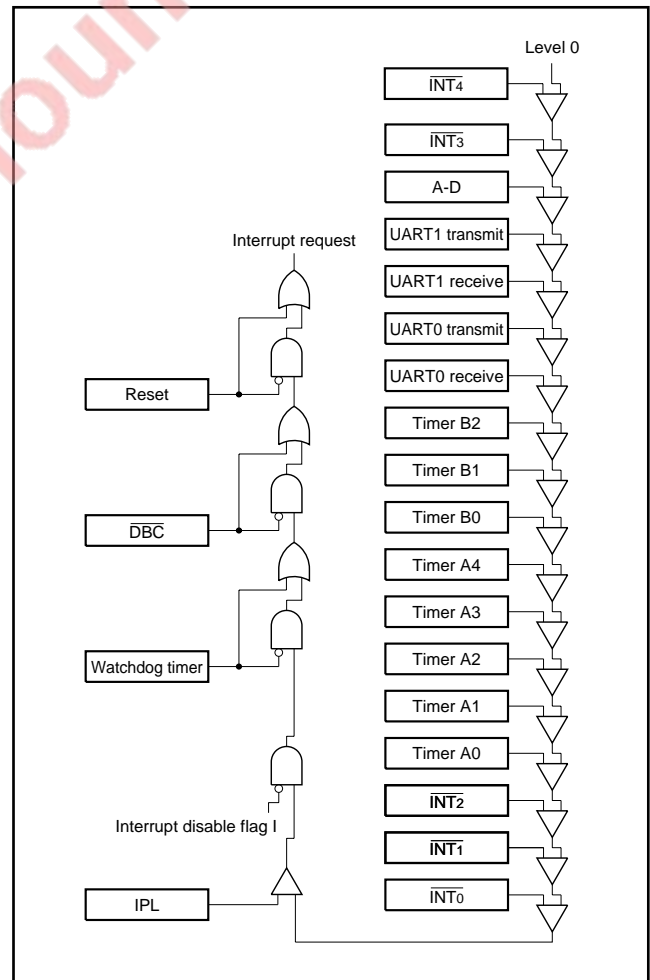 Level 0
INT4
INT3
A-D
UART1 transmit
UART1 receive
UART0 transmit
UART0 receive
Timer B2
Timer B1
Timer B0
Timer A4
Timer A3
Timer A2
Timer A1
Timer A0
INT2
INT1
INT0
Interrupt request
Reset
DBC
Watchdog timer
Interrupt disable flag I
IPL